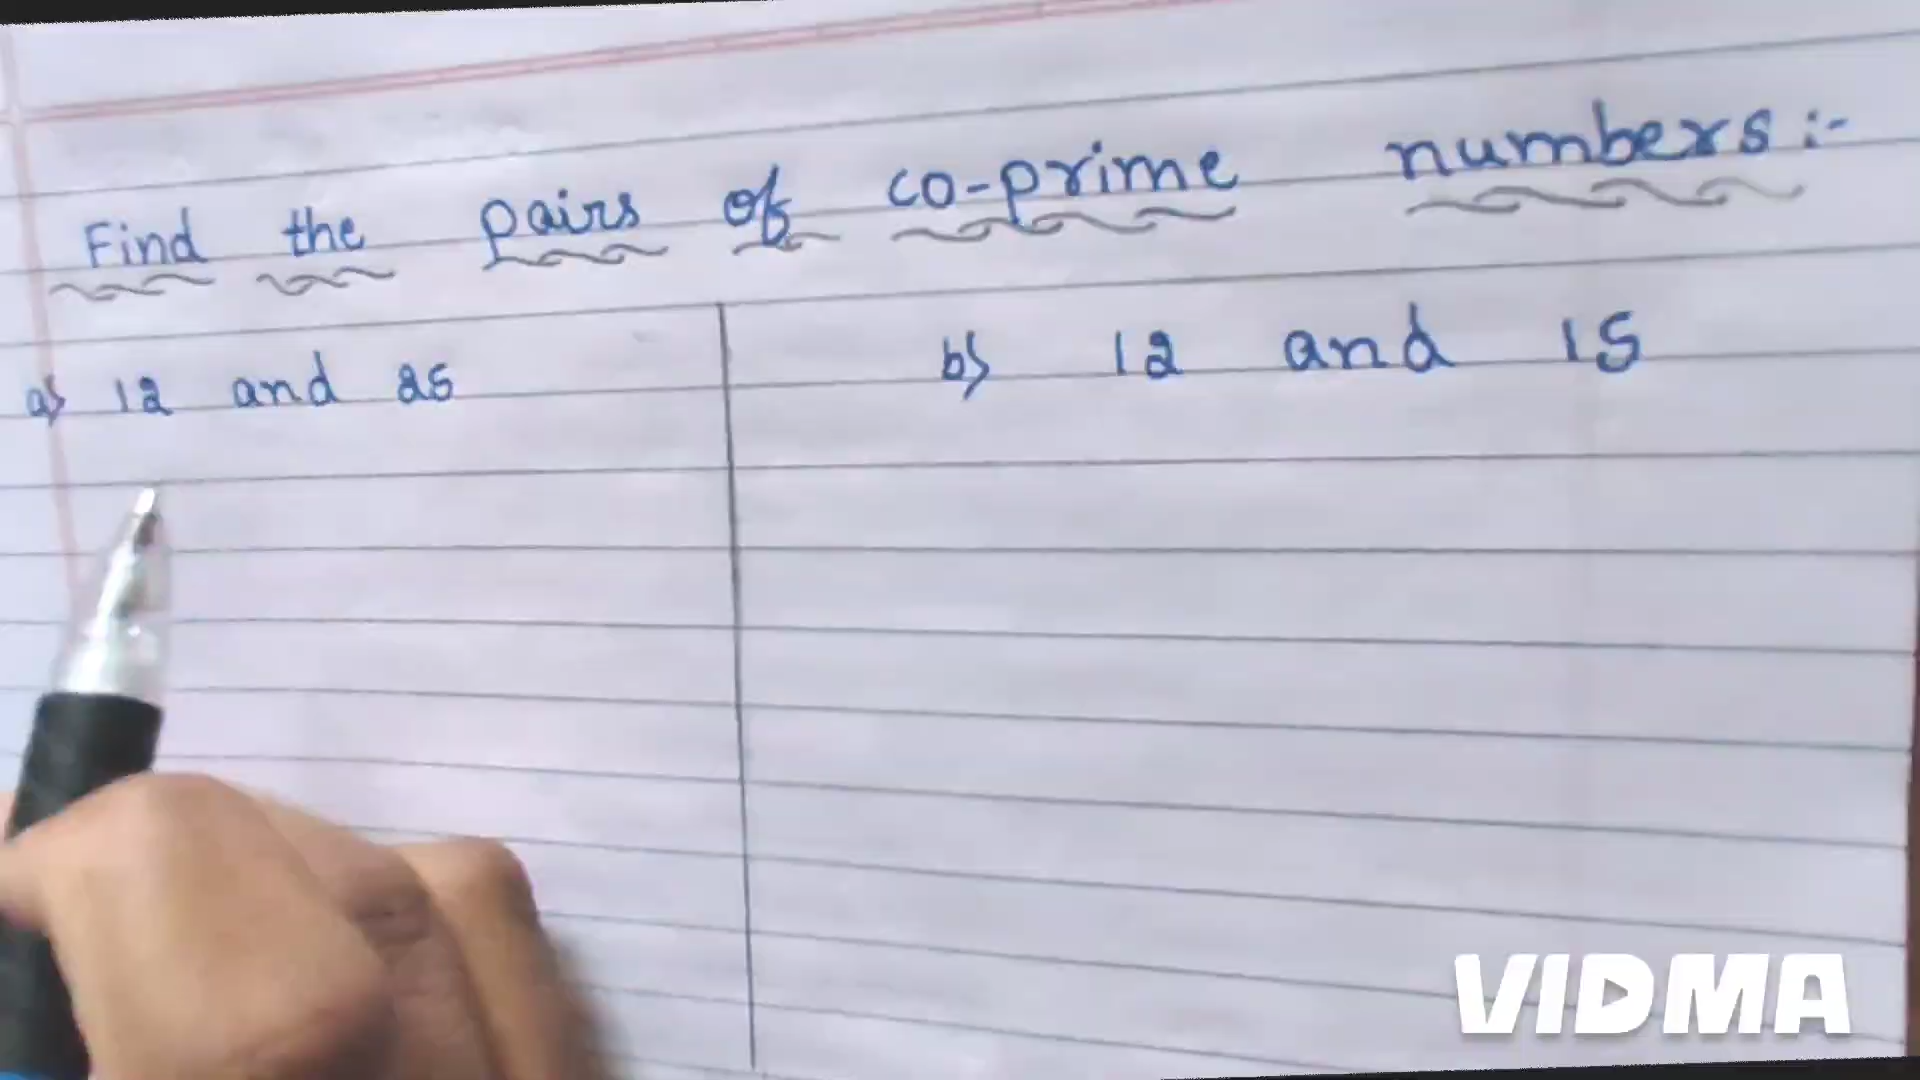 Find the pairs of co-prime numbers:-
a) 12 and 25
b) 12 and 15
VIDMA